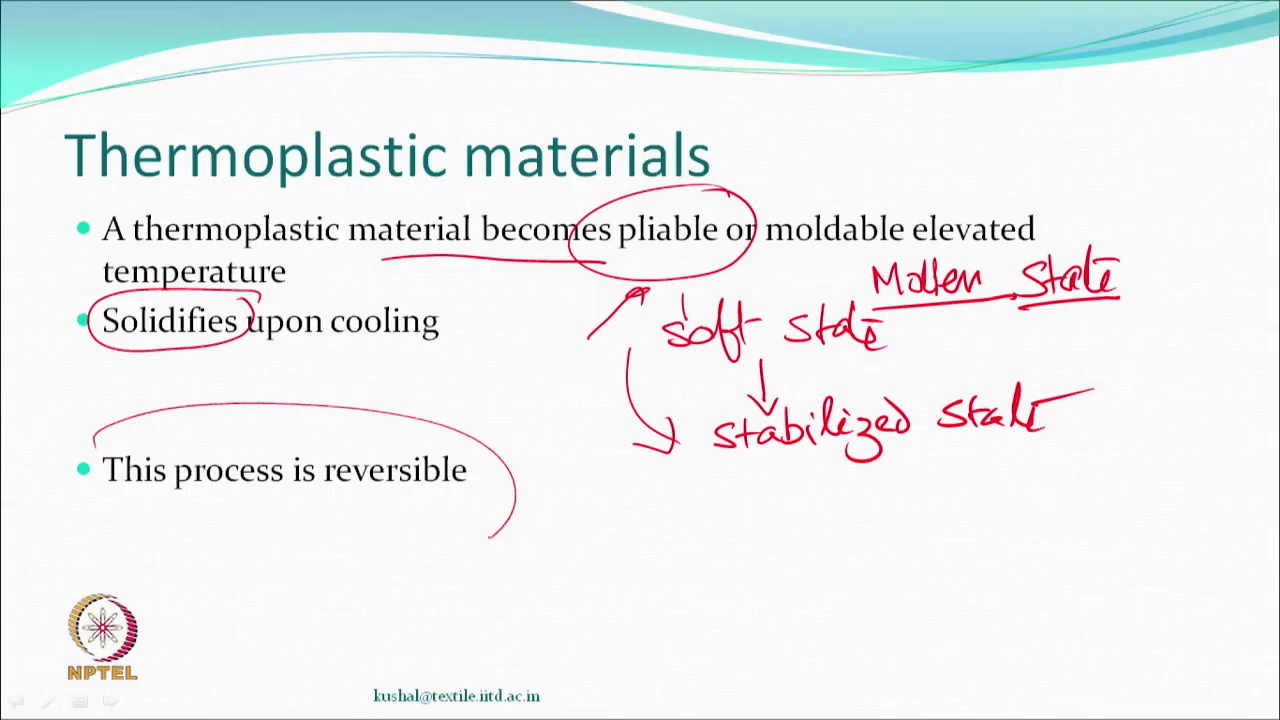 Thermoplastic materials
A thermoplastic material becomes pliable or moldable elevated
temperature
Molten State
Solidifies upon cooling
soft state
stabilized state
This process is reversible
NPTEL
kushal@textile.iitd.ac.in